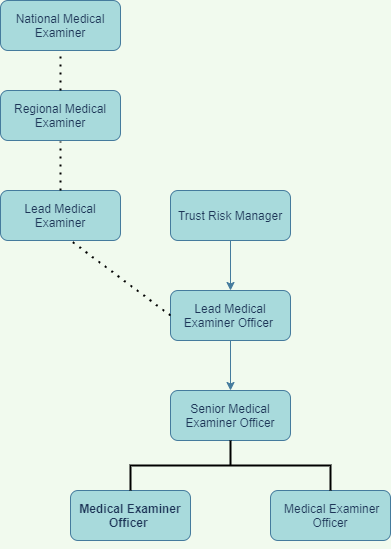 National Medical
Examiner
Regional Medical
Examiner
Lead Medical
Examiner
Trust Risk Manager
Lead Medical
Examiner Officer
Senior Medical
Examiner Officer
Medical Examiner
Officer
Medical Examiner
Officer